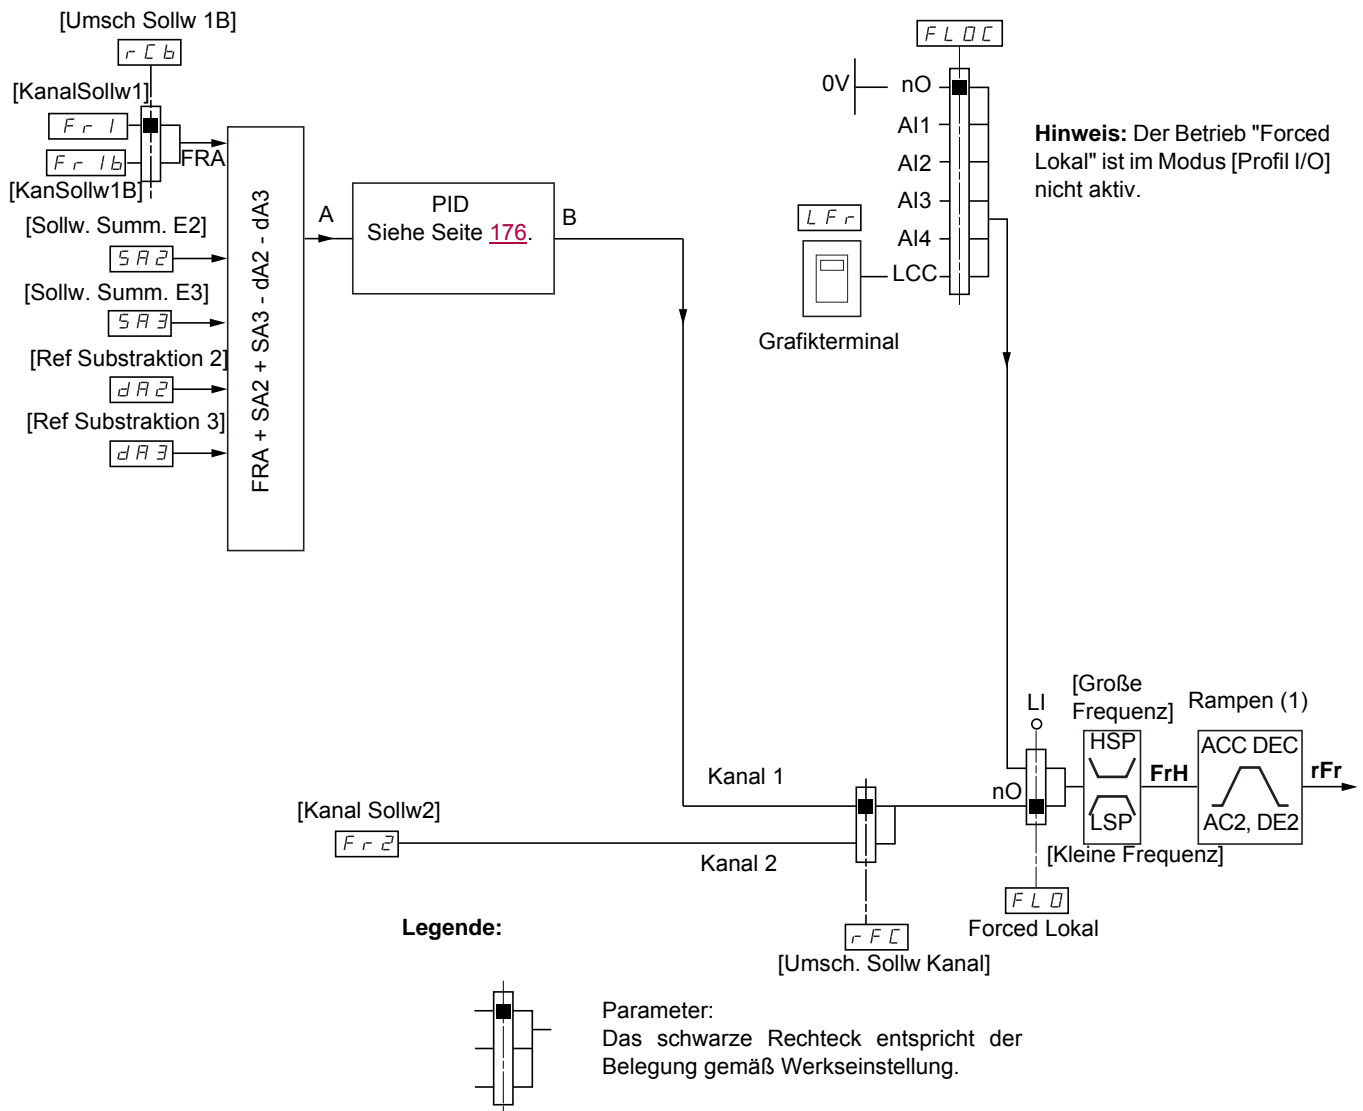 [Umsch Sollw 1B]
rCb
[KanalSollw1]
Fr1
Fr1b
[KanSollw1B]
FRA
[Sollw. Summ. E2]
SA2
[Sollw. Summ. E3]
SA3
[Ref Substraktion 2]
dA2
[Ref Substraktion 3]
dA3
FRA + SA2 + SA3 - dA2 - dA3
A
PID
Siehe Seite 176.
B
FLOC
0V
nO
AI1
AI2
AI3
AI4
LCC
LFr
Grafikterminal
Hinweis: Der Betrieb "Forced
Lokal" ist im Modus [Profil I/O]
nicht aktiv.
Kanal 1
[Kanal Sollw2]
Fr2
Kanal 2
rFC
[Umsch. Sollw Kanal]
LI
nO
FLO
Forced Lokal
[Große
Frequenz]
HSP
LSP
[Kleine Frequenz]
FrH
Rampen (1)
ACC DEC
AC2, DE2
rFr
Legende:
Parameter:
Das schwarze Rechteck entspricht der
Belegung gemäß Werkseinstellung.